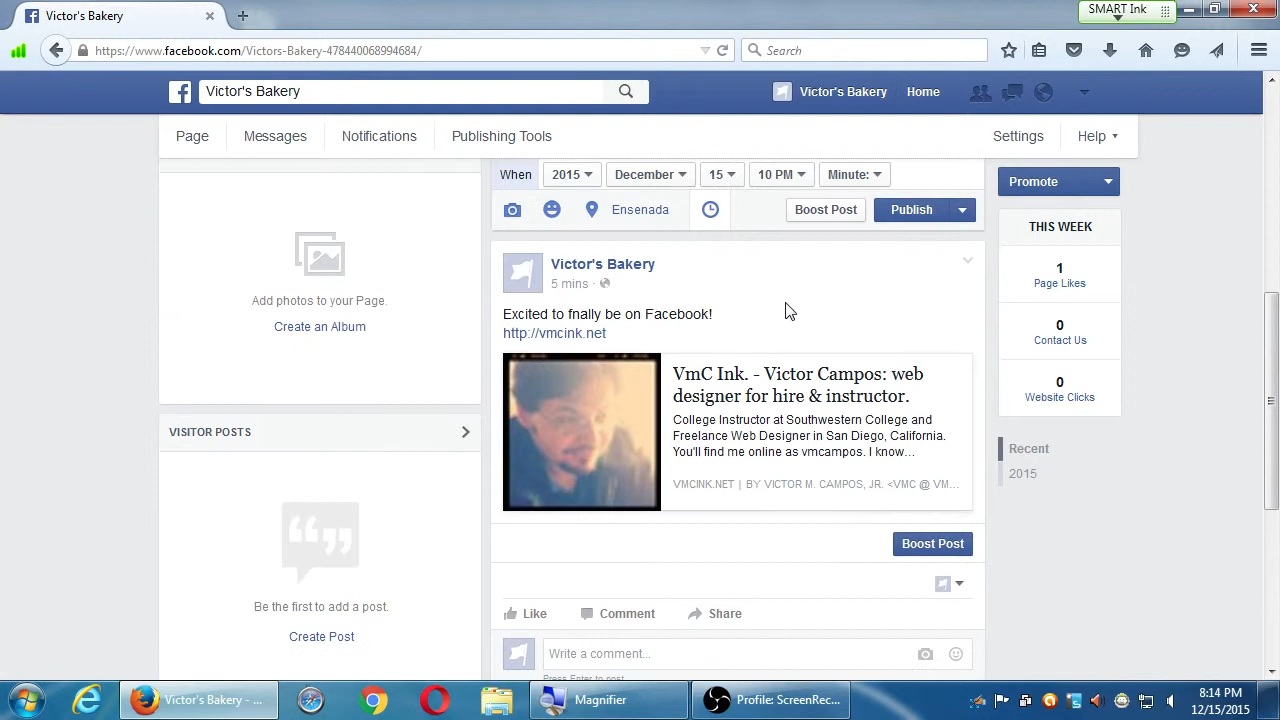 Victor's Bakery
SMART Ink
https://www.facebook.com/Victors-Bakery-478440068994684/
Search
Victor's Bakery
Victor's Bakery
Home
Page
Messages
Notifications
Publishing Tools
Settings
Help
When
2015
December
15
10 PM
Minute:
Ensenada
Boost Post
Publish
Promote
THIS WEEK
1
Page Likes
0
Contact Us
0
Website Clicks
Recent
2015
Add photos to your Page.
Create an Album
VISITOR POSTS
Be the first to add a post.
Create Post
Victor's Bakery
5 mins ·
Excited to fnally be on Facebook!
http://vmcink.net
VmC Ink. - Victor Campos: web
designer for hire & instructor.
College Instructor at Southwestern College and
Freelance Web Designer in San Diego, California.
You'll find me online as vmcampos. I know…
VMCINK.NET | BY VICTOR M. CAMPOS, JR. <VMC @ VM…
Boost Post
Like
Comment
Share
Write a comment...
Press Enter to post.
Victor's Bakery - ...
Magnifier
Profile: ScreenRec...
8:14 PM
12/15/2015